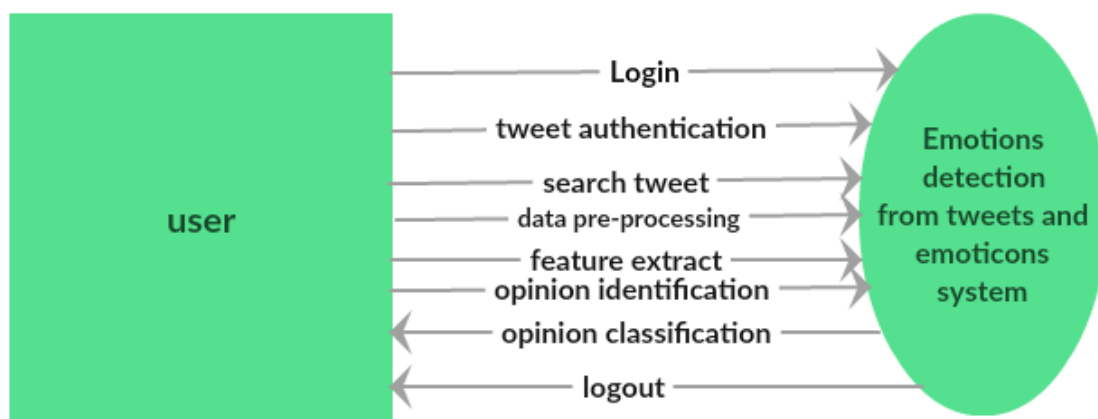 user
Login
tweet authentication
search tweet
data pre-processing
feature extract
opinion identification
opinion classification
logout
Emotions
detection
from tweets and
emoticons
system